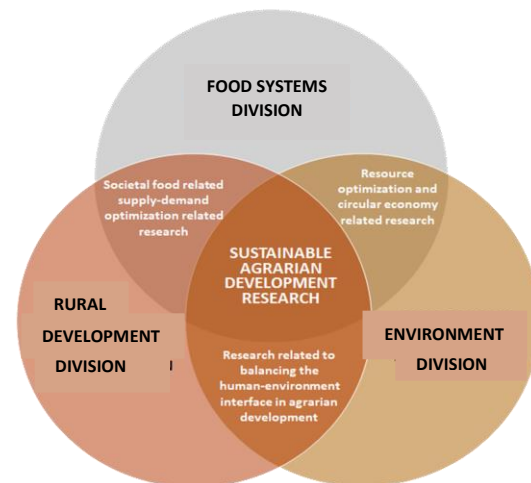 FOOD SYSTEMS
DIVISION
Societal food related
supply-demand
optimization related
research
Resource
optimization and
circular economy
related research
SUSTAINABLE
AGRARIAN
DEVELOPMENT
RESEARCH
RURAL
DEVELOPMENT
DIVISION
ENVIRONMENT
DIVISION
Research related to
balancing the
human-environment
interface in agrarian
development